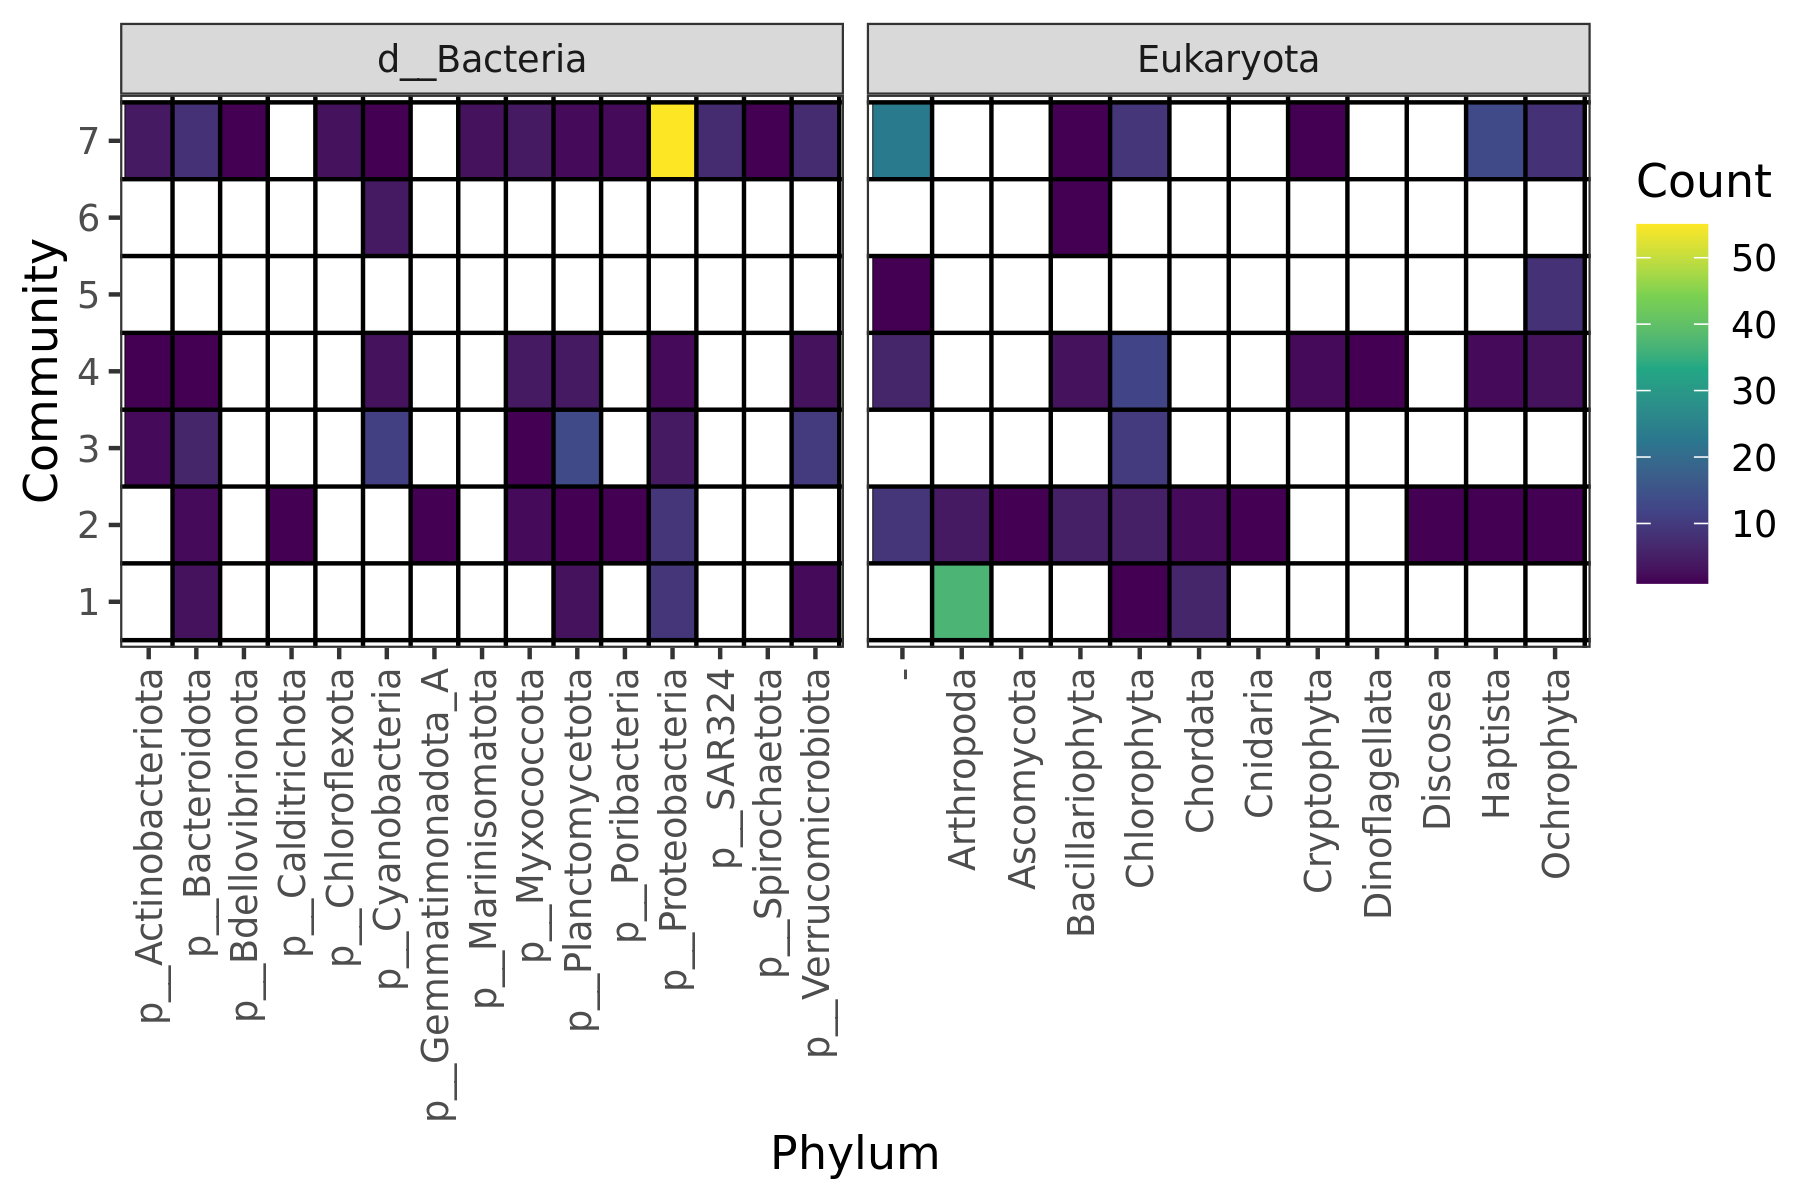 d__Bacteria
Eukaryota
7
6
5
4
3
2
1
Community
p__Actinobacteriota
p__Bacteroidota
p__Bdellovibrionota
p__Calditrichota
p__Chloroflexota
p__Cyanobacteria
p__Gemmatimonadota_A
p__Marinisomatota
p__Myxococcota
p__Planctomycetota
p__Poribacteria
p__Proteobacteria
p__SAR324
p__Spirochaetota
p__Verrucomicrobiota
-
Arthropoda
Ascomycota
Bacillariophyta
Chlorophyta
Chordata
Cnidaria
Cryptophyta
Dinoflagellata
Discosea
Haptista
Ochrophyta
Phylum
Count
50
40
30
20
10